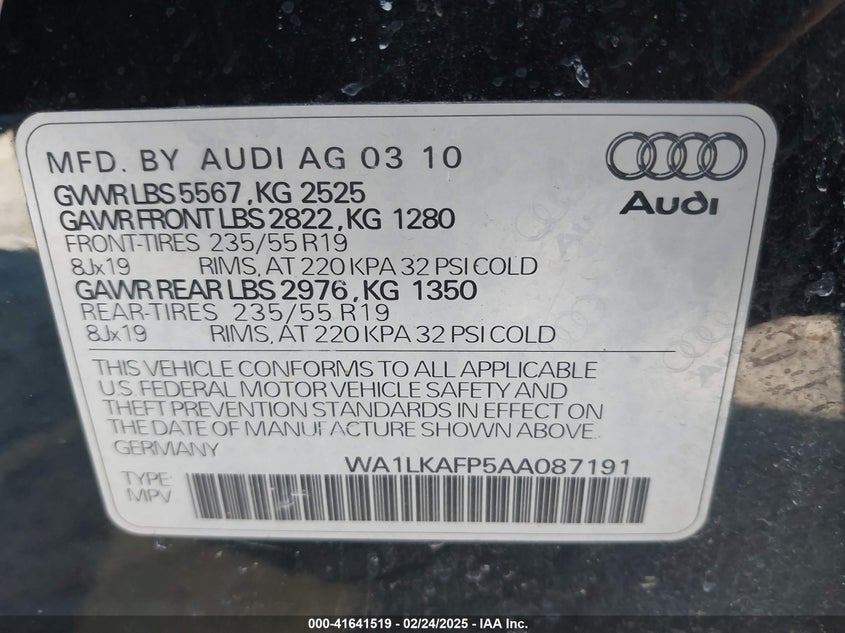 MFD. BY AUDI AG 03 10
GVWR LBS 5567, KG 2525
GAWR FRONT LBS 2822, KG 1280
FRONT-TIRES 235/55 R19
8Jx19 RIMS, AT 220 KPA 32 PSI COLD
GAWR REAR LBS 2976, KG 1350
REAR-TIRES 235/55 R19
8Jx19 RIMS, AT 220 KPA 32 PSI COLD
Audi
THIS VEHICLE CONFORMS TO ALL APPLICABLE
U.S. FEDERAL MOTOR VEHICLE SAFETY AND
THEFT PREVENTION STANDARDS IN EFFECT ON
THE DATE OF MANUFACTURE SHOWN ABOVE.
GERMANY
WA1LKAFP5AA087191
TYPE:
MPV
000-41641519 - 02/24/2025 - IAA Inc.